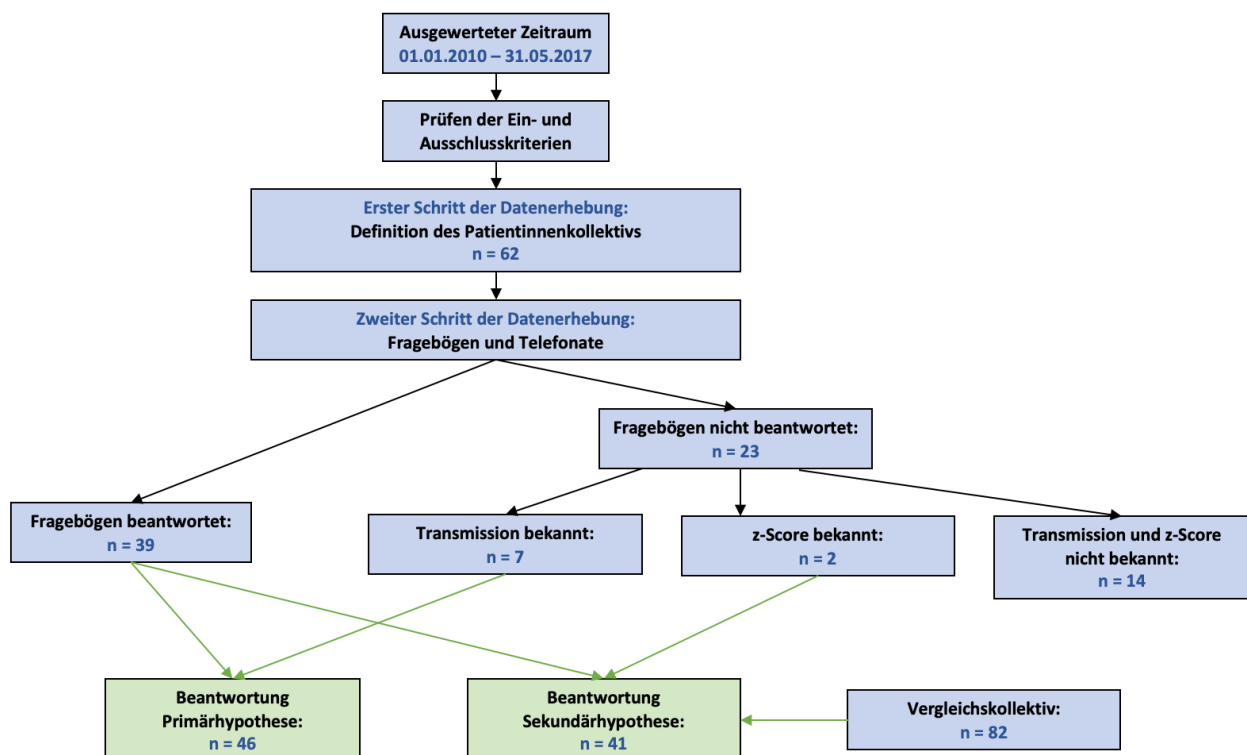 Ausgewerteter Zeitraum
01.01.2010 – 31.05.2017
Prüfen der Ein- und
Ausschlusskriterien
Erster Schritt der Datenerhebung:
Definition des Patientinnenkollektivs
n = 62
Zweiter Schritt der Datenerhebung:
Fragebögen und Telefonate
Fragebögen nicht beantwortet:
n = 23
Fragebögen beantwortet:
n = 39
Transmission bekannt:
n = 7
z-Score bekannt:
n = 2
Transmission und z-Score
nicht bekannt:
n = 14
Beantwortung
Primärhypothese:
n = 46
Beantwortung
Sekundärhypothese:
n = 41
Vergleichskollektiv:
n = 82